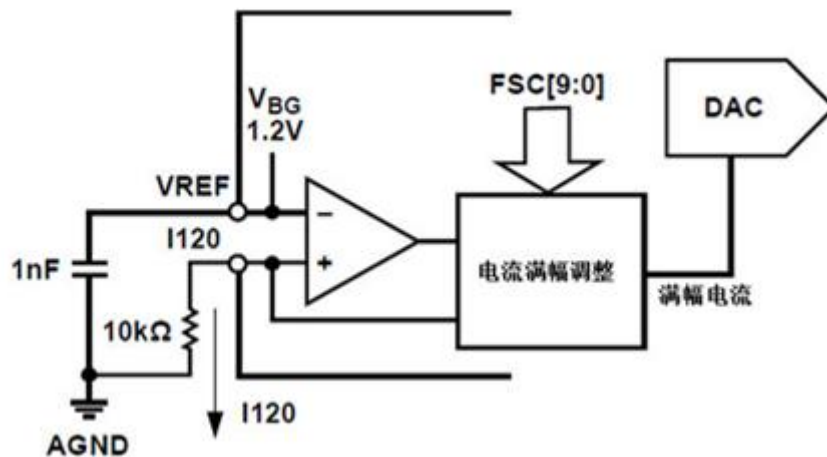 FSC[9:0]
DAC
VBG
1.2V
VREF
I120
1nF
10kΩ
I120
AGND
−
+
电流满幅调整
满幅电流